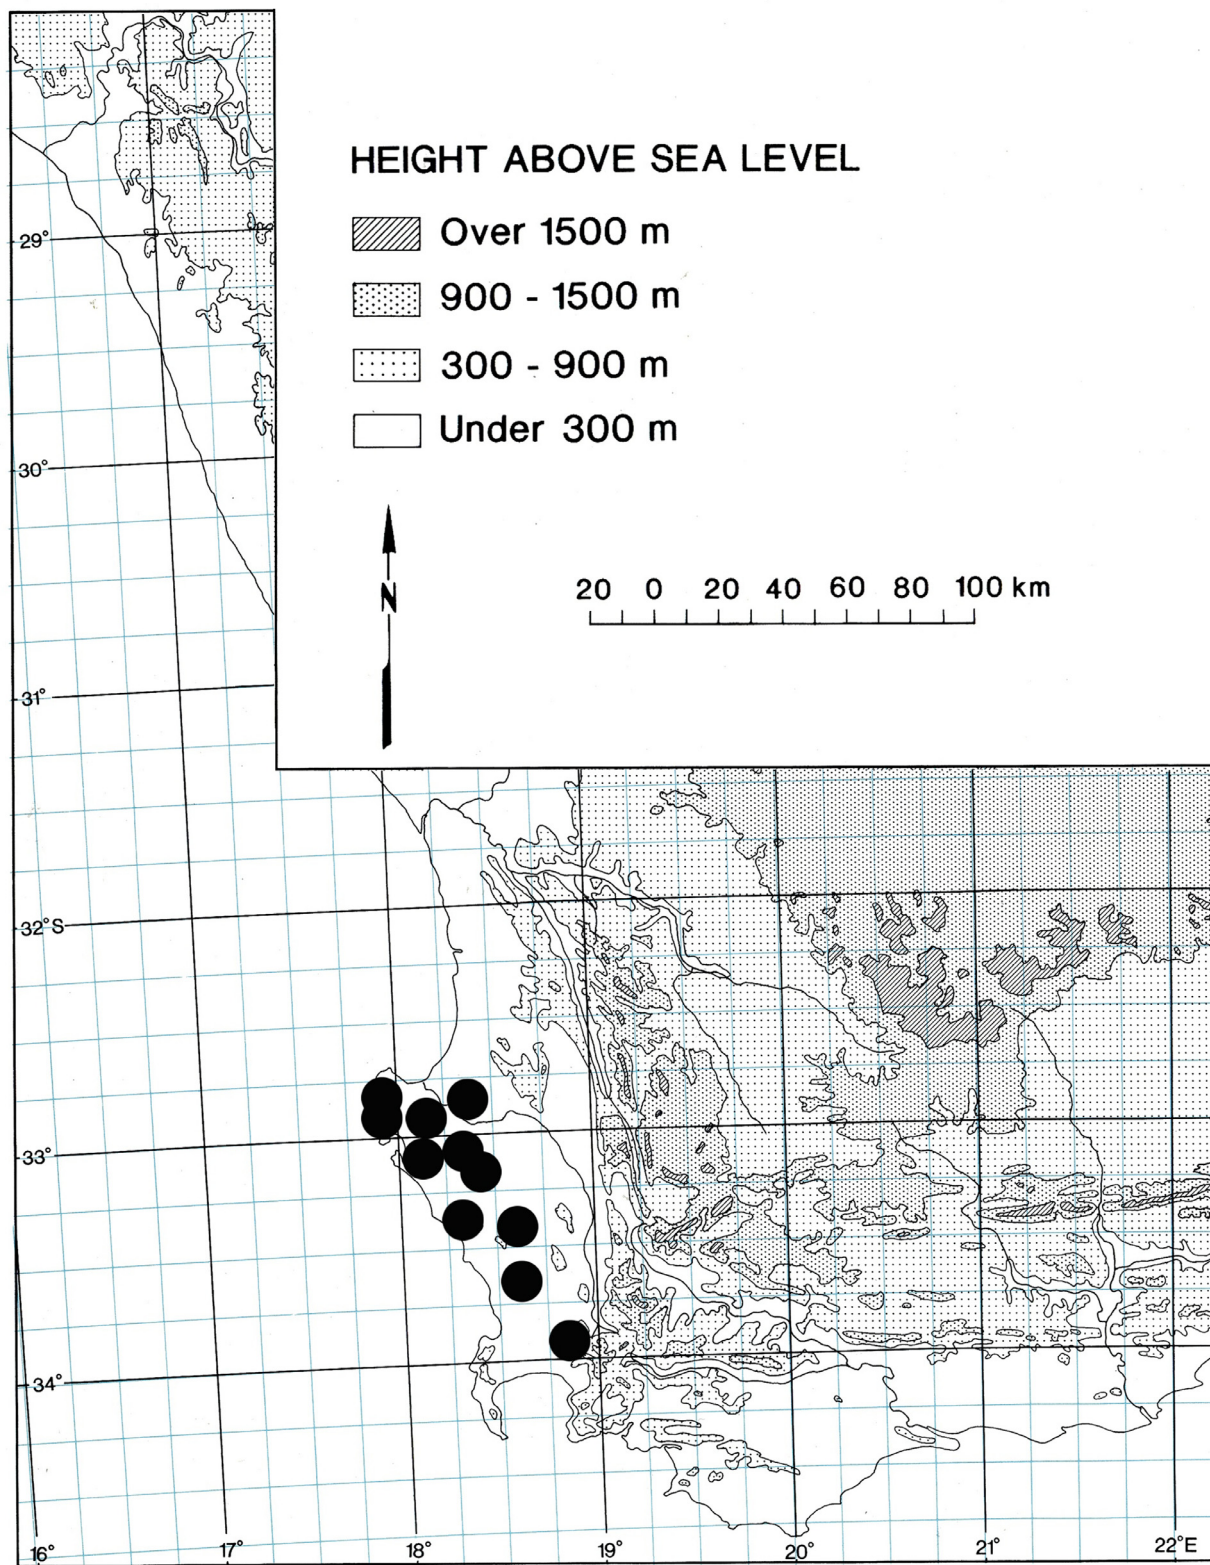 HEIGHT ABOVE SEA LEVEL
Over 1500 m
900 - 1500 m
300 - 900 m
Under 300 m
N
20 0 20 40 60 80 100 km
29°
30°
31°
32°S
33°
34°
16° 17° 18° 19° 20° 21° 22°E